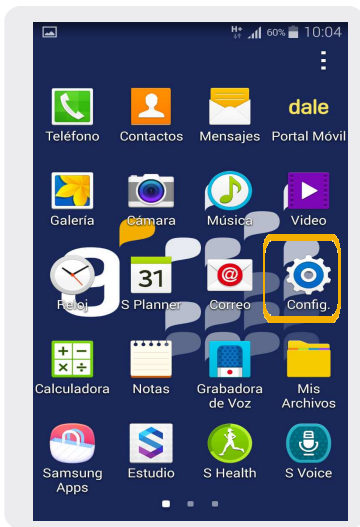 H+ 60% 10:04
dale
Teléfono Contactos Mensajes Portal Móvil
Galería Cámara Música Video
31
@
Reloj S Planner Correo Config.
Calculadora Notas Grabadora de Voz Mis Archivos
S
Samsung Apps Estudio S Health S Voice